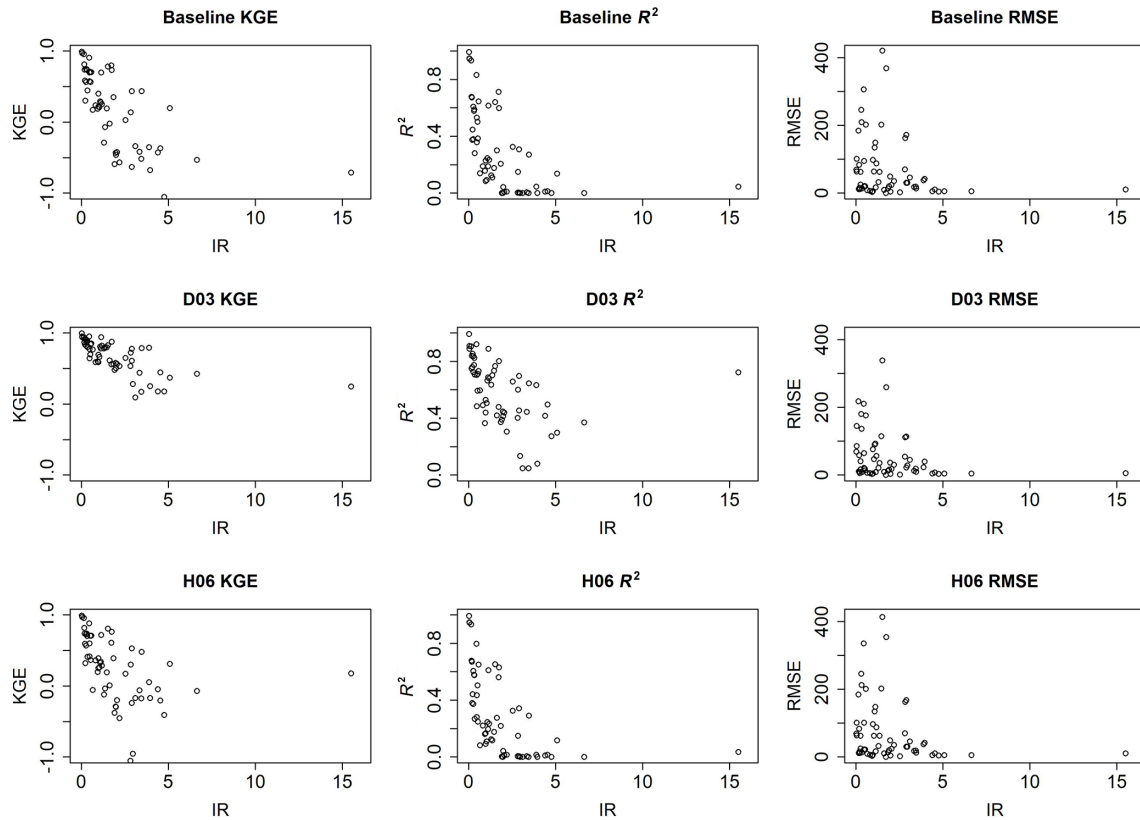 Baseline KGE
1.0
0.0
-1.0
KGE
0 5 10 15
IR
Baseline R²
0.8
0.4
0.0
R²
0 5 10 15
IR
Baseline RMSE
400
200
0
RMSE
0 5 10 15
IR
D03 KGE
1.0
0.0
-1.0
KGE
0 5 10 15
IR
D03 R²
0.8
0.4
0.0
R²
0 5 10 15
IR
D03 RMSE
400
200
0
RMSE
0 5 10 15
IR
H06 KGE
1.0
0.0
-1.0
KGE
0 5 10 15
IR
H06 R²
0.8
0.4
0.0
R²
0 5 10 15
IR
H06 RMSE
400
200
0
RMSE
0 5 10 15
IR